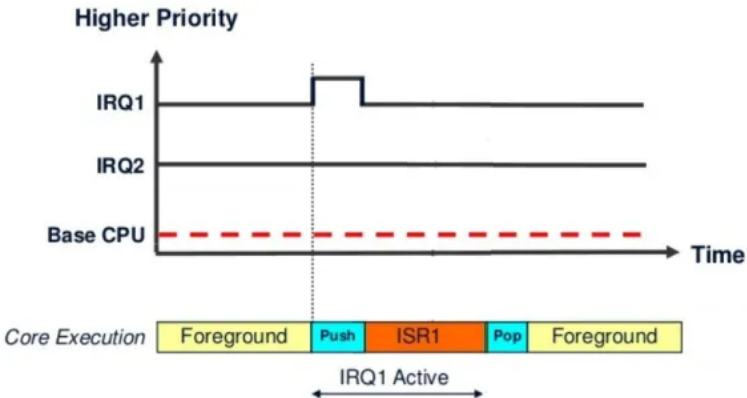 Higher Priority
IRQ1
IRQ2
Base CPU
Time
Core Execution Foreground Push ISR1 Pop Foreground
IRQ1 Active